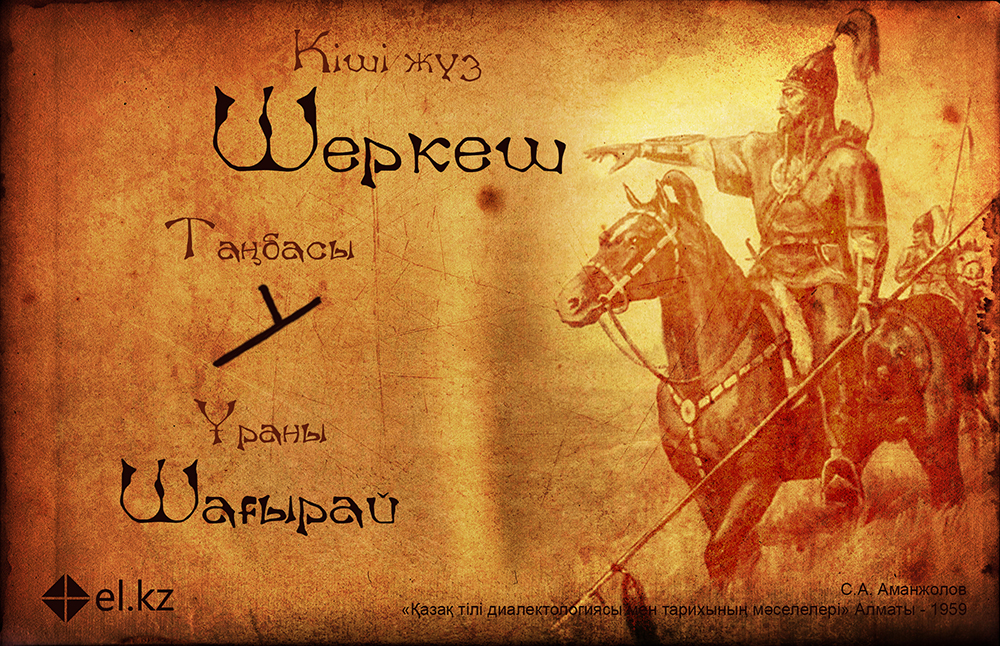 Кіші жүз
Шеркеш
Таңбасы
Ұраны
Шағырай
el.kz
С.А. Аманжолов
«Қазақ тілі диалектологиясы мен тарихының мәселелері» Алматы - 1959